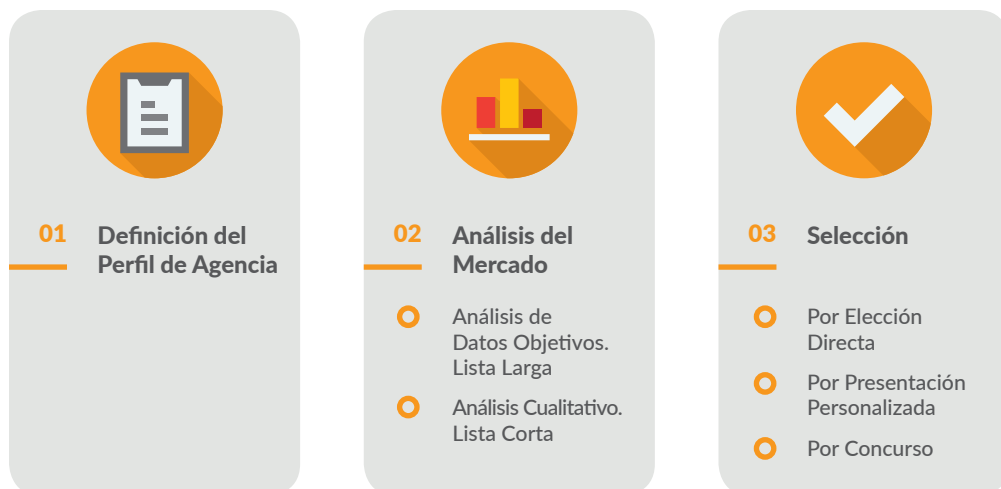 01
Definición del
Perfil de Agencia
02
Análisis del
Mercado
Análisis de
Datos Objetivos.
Lista Larga
Análisis Cualitativo.
Lista Corta
03
Selección
Por Elección
Directa
Por Presentación
Personalizada
Por Concurso